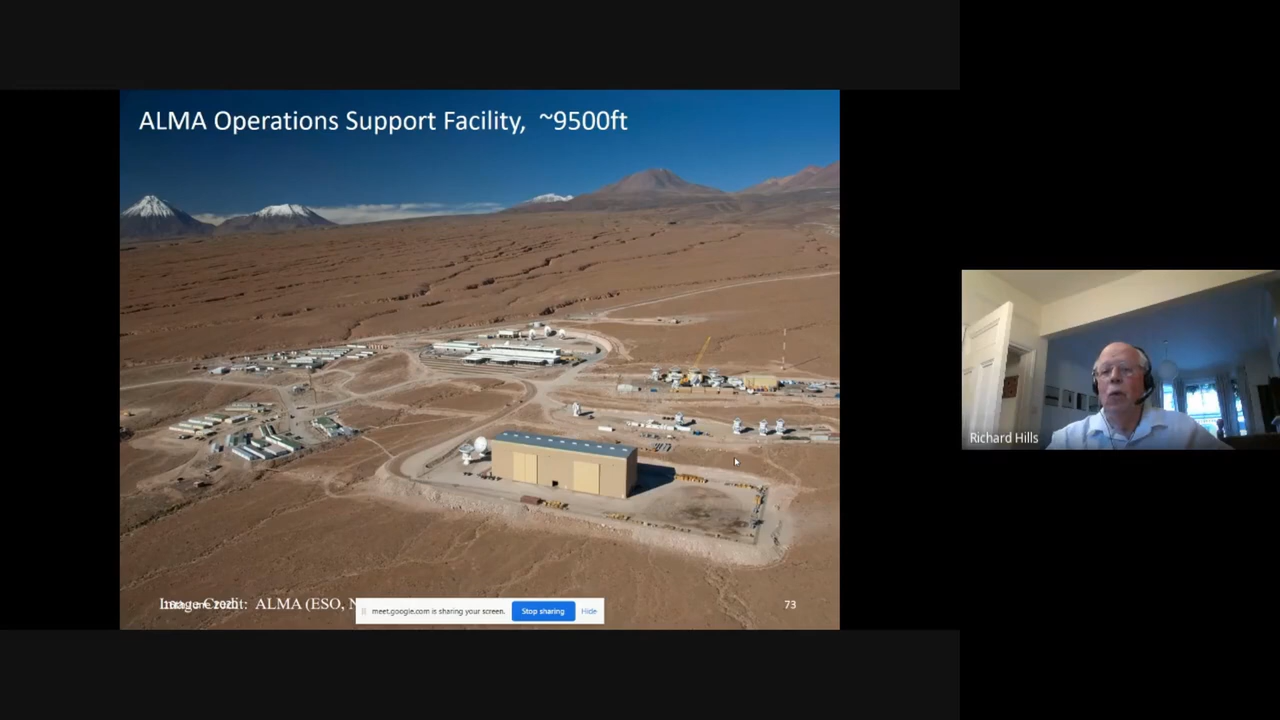 ALMA Operations Support Facility, ~9500ft
Richard Hills
Image Credit: ALMA (ESO,
meet.google.com is sharing your screen.
Stop sharing
Hide
73